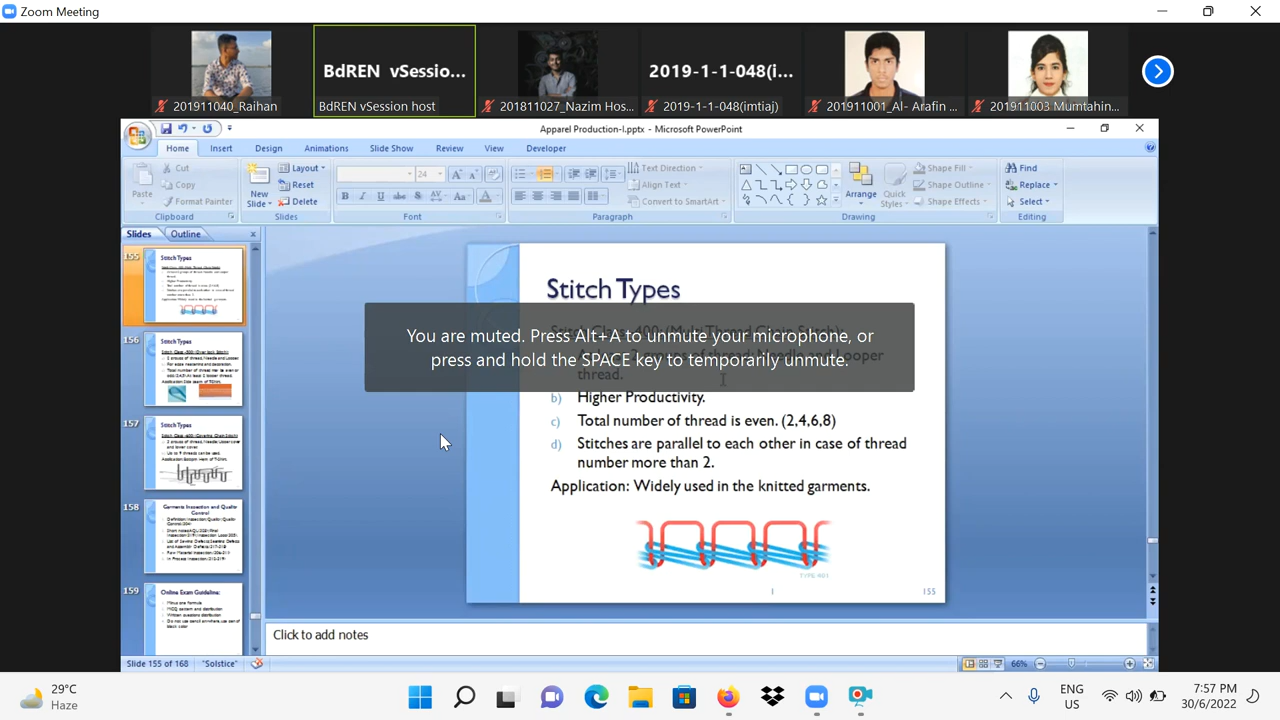 Zoom Meeting
BdREN vSessio...
2019-1-1-048(i...
201911040_Raihan
BdREN vSession host
201811027_Nazim Hos...
2019-1-1-048(imtiaj)
201911001_Al- Arafin ...
201911003 Mumtahin...
Apparel Production-I.pptx - Microsoft PowerPoint
Home Insert Design Animations Slide Show Review View Developer
Paste
Cut
Copy
Format Painter
Clipboard
New Slide
Layout
Reset
Delete
Slides
24
Font
Text Direction
Align Text
Convert to SmartArt
Paragraph
Arrange
Quick Styles
Shape Fill
Shape Outline
Shape Effects
Drawing
Find
Replace
Select
Editing
Slides Outline
155
Stitch Types
156
Stitch Types
157
Stitch Types
158
Garments Inspection and Quality
Control
159
Online Exam Guideline:
Stitch Types
You are muted. Press Alt+A to unmute your microphone, or
press and hold the SPACE key to temporarily unmute.
thread.
b) Higher Productivity.
c) Total number of thread is even. (2,4,6,8)
d) Stitches are parallel to each other in case of thread
number more than 2.
Application: Widely used in the knitted garments.
155
Click to add notes
Slide 155 of 168 "Solstice" 66%
29°C
Haze
ENG
US
7:57 PM
30/6/2022